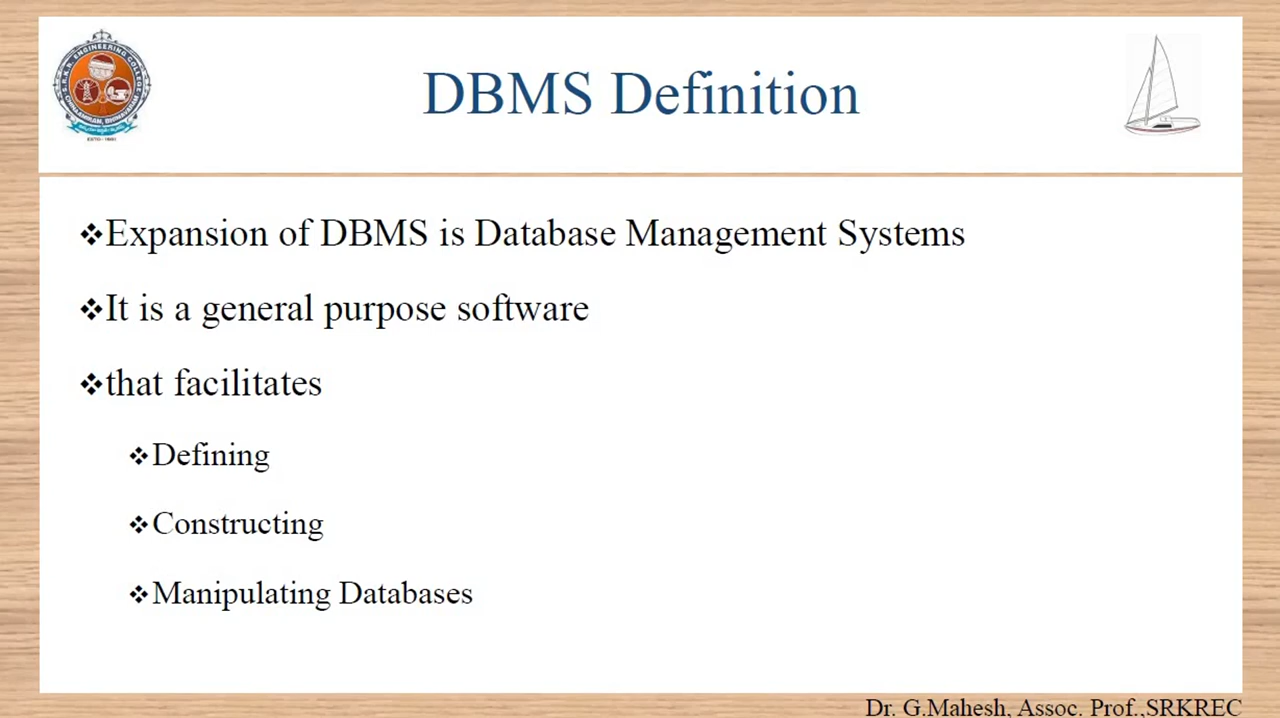 DBMS Definition
❖Expansion of DBMS is Database Management Systems
❖It is a general purpose software
❖that facilitates
❖Defining
❖Constructing
❖Manipulating Databases
Dr. G.Mahesh, Assoc. Prof.,SRKREC